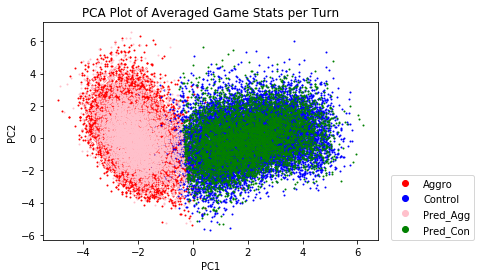 PCA Plot of Averaged Game Stats per Turn
6
4
2
0
−2
−4
−6
PC2
−4 −2 0 2 4 6
PC1
Aggro
Control
Pred_Agg
Pred_Con